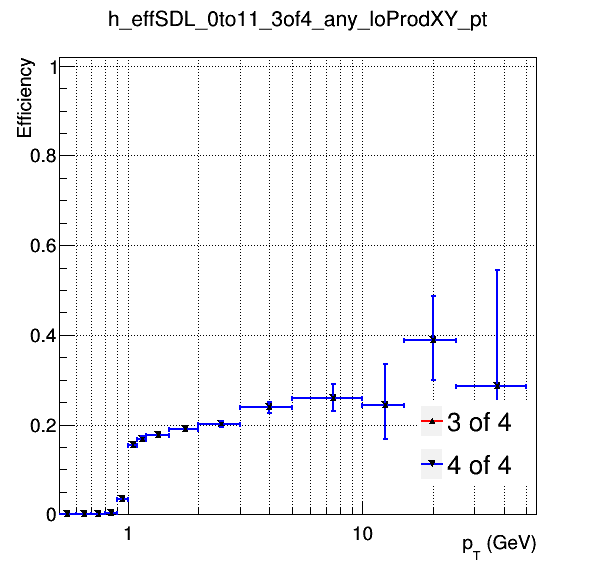 h_effSDL_0to11_3of4_any_loProdXY_pt
Efficiency
1
0.8
0.6
0.4
0.2
0
3 of 4
4 of 4
1
10
p_T (GeV)